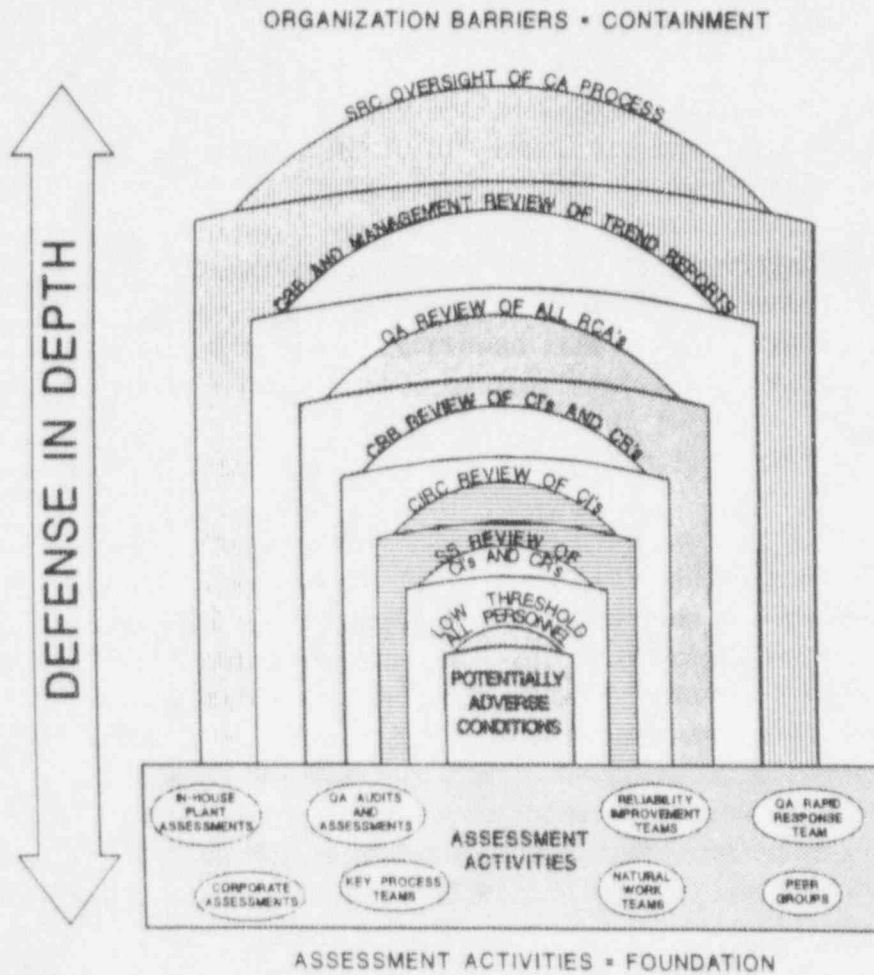 ORGANIZATION BARRIERS = CONTAINMENT
DEFENSE IN DEPTH
SRC OVERSIGHT OF CA PROCESS
CRB AND MANAGEMENT REVIEW OF TREND REPORTS
QA REVIEW OF ALL RCA's
CRB REVIEW OF CI's AND CR's
CIRC REVIEW OF CI's
SS REVIEW OF
CI's AND CR's
LOW THRESHOLD
ALL PERSONNEL
POTENTIALLY
ADVERSE
CONDITIONS
IN-HOUSE
PLANT
ASSESSMENTS
QA AUDITS
AND
ASSESSMENTS
RELIABILITY
IMPROVEMENT
TEAMS
QA RAPID
RESPONSE
TEAM
ASSESSMENT
ACTIVITIES
CORPORATE
ASSESSMENTS
KEY PROCESS
TEAMS
NATURAL
WORK
TEAMS
PEER
GROUPS
ASSESSMENT ACTIVITIES = FOUNDATION